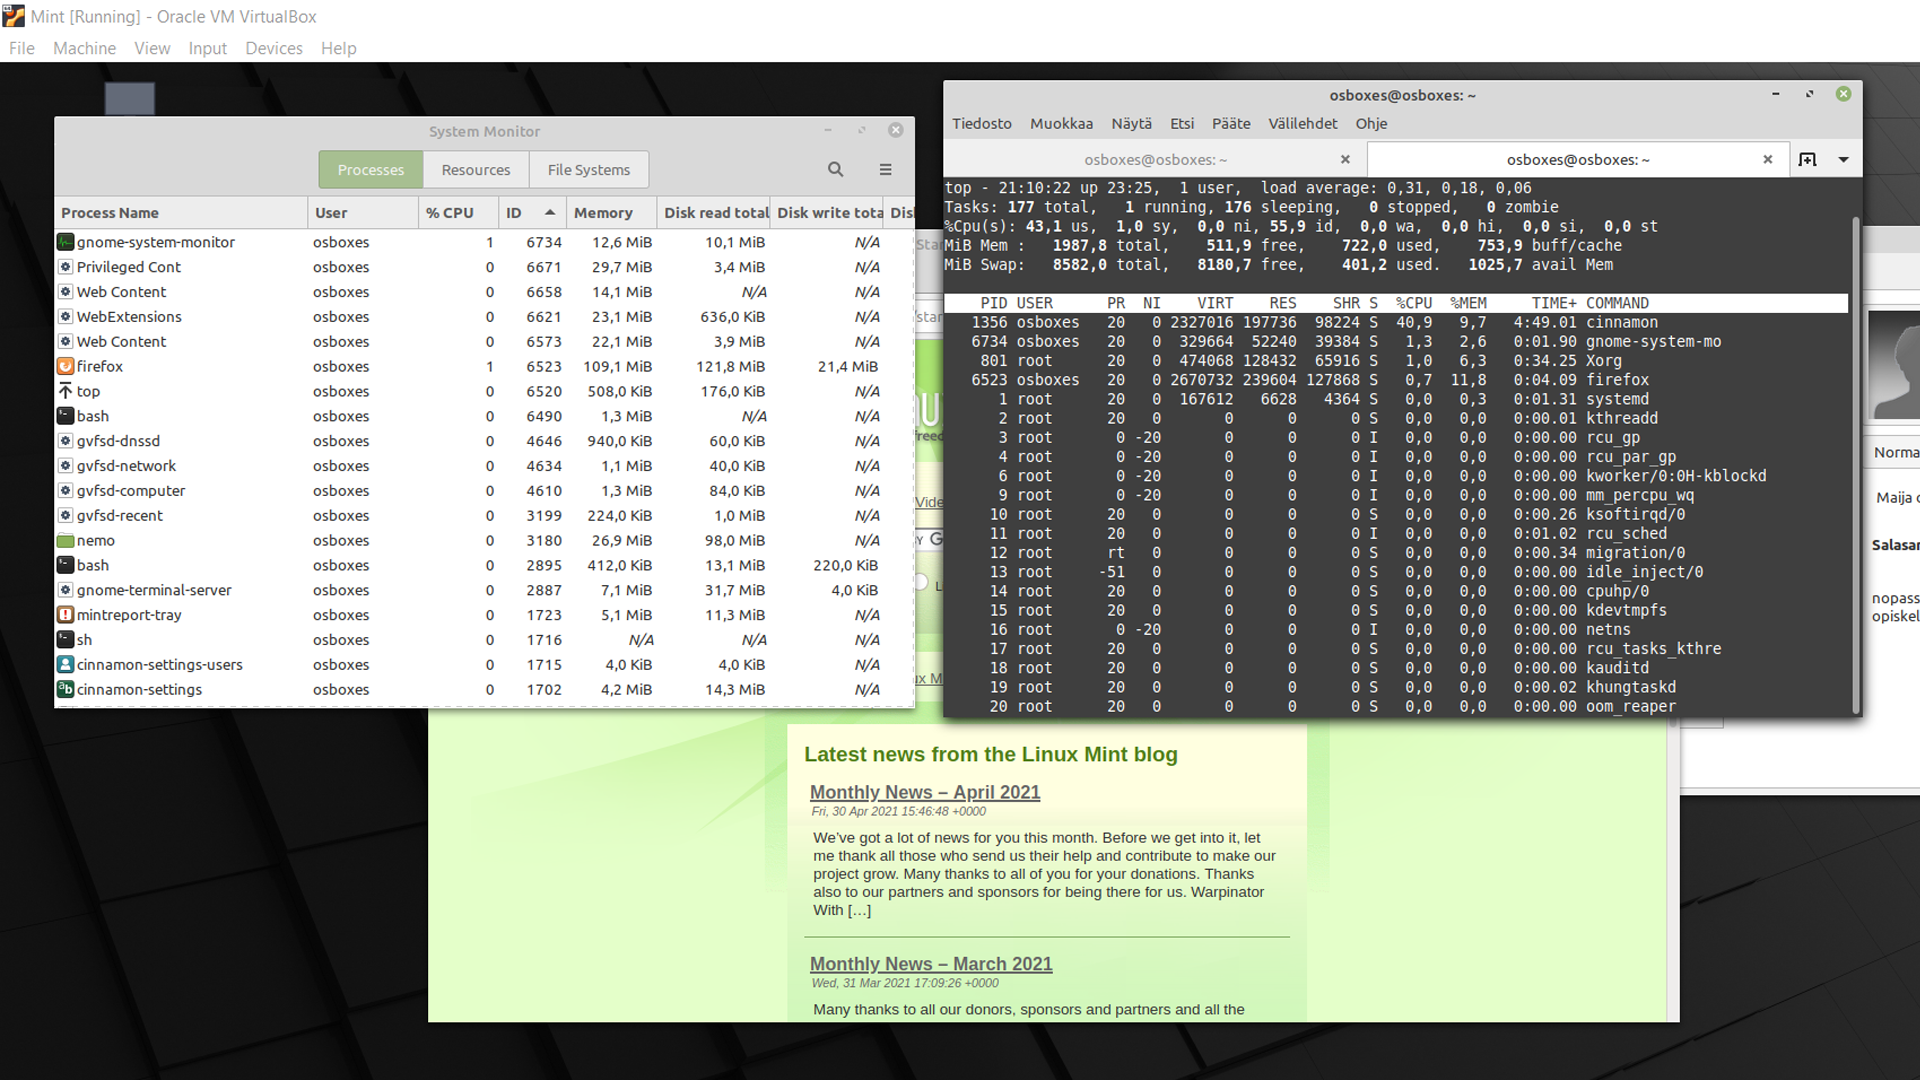 Mint [Running] - Oracle VM VirtualBox
File Machine View Input Devices Help
System Monitor
Processes Resources File Systems
Process Name User % CPU ID Memory Disk read total Disk write tota Dis
gnome-system-monitor osboxes 1 6734 12,6 MiB 10,1 MiB N/A
Privileged Cont osboxes 0 6671 29,7 MiB 3,4 MiB N/A
Web Content osboxes 0 6658 14,1 MiB N/A N/A
WebExtensions osboxes 0 6621 23,1 MiB 636,0 KiB N/A
Web Content osboxes 0 6573 22,1 MiB 3,9 MiB N/A
firefox osboxes 1 6523 109,1 MiB 121,8 MiB 21,4 MiB
top osboxes 0 6520 508,0 KiB 176,0 KiB N/A
bash osboxes 0 6490 1,3 MiB N/A N/A
gvfsd-dnssd osboxes 0 4646 940,0 KiB 60,0 KiB N/A
gvfsd-network osboxes 0 4634 1,1 MiB 40,0 KiB N/A
gvfsd-computer osboxes 0 4610 1,3 MiB 84,0 KiB N/A
gvfsd-recent osboxes 0 3199 224,0 KiB 1,0 MiB N/A
nemo osboxes 0 3180 26,9 MiB 98,0 MiB N/A
bash osboxes 0 2895 412,0 KiB 13,1 MiB 220,0 KiB
gnome-terminal-server osboxes 0 2887 7,1 MiB 31,7 MiB 4,0 KiB
mintreport-tray osboxes 0 1723 5,1 MiB 11,3 MiB N/A
sh osboxes 0 1716 N/A N/A N/A
cinnamon-settings-users osboxes 0 1715 4,0 KiB 4,0 KiB N/A
cinnamon-settings osboxes 0 1702 4,2 MiB 14,3 MiB N/A
osboxes@osboxes: ~
Tiedosto Muokkaa Näytä Etsi Pääte Välilehdet Ohje
osboxes@osboxes: ~ osboxes@osboxes: ~
top - 21:10:22 up 23:25, 1 user, load average: 0,31, 0,18, 0,06
Tasks: 177 total, 1 running, 176 sleeping, 0 stopped, 0 zombie
%Cpu(s): 43,1 us, 1,0 sy, 0,0 ni, 55,9 id, 0,0 wa, 0,0 hi, 0,0 si, 0,0 st
MiB Mem : 1987,8 total, 511,9 free, 722,0 used, 753,9 buff/cache
MiB Swap: 8582,0 total, 8180,7 free, 401,2 used. 1025,7 avail Mem
PID USER PR NI VIRT RES SHR S %CPU %MEM TIME+ COMMAND
1356 osboxes 20 0 2327016 197736 98224 S 40,9 9,7 4:49.01 cinnamon
6734 osboxes 20 0 329664 52240 39384 S 1,3 2,6 0:01.90 gnome-system-mo
801 root 20 0 474068 128432 65916 S 1,0 6,3 0:34.25 Xorg
6523 osboxes 20 0 2670732 239604 127868 S 0,7 11,8 0:04.09 firefox
1 root 20 0 167612 6628 4364 S 0,0 0,3 0:01.31 systemd
2 root 20 0 0 0 0 S 0,0 0,0 0:00.01 kthreadd
3 root 0 -20 0 0 0 I 0,0 0,0 0:00.00 rcu_gp
4 root 0 -20 0 0 0 I 0,0 0,0 0:00.00 rcu_par_gp
6 root 0 -20 0 0 0 I 0,0 0,0 0:00.00 kworker/0:0H-kblockd
9 root 0 -20 0 0 0 I 0,0 0,0 0:00.00 mm_percpu_wq
10 root 20 0 0 0 0 S 0,0 0,0 0:00.26 ksoftirqd/0
11 root 20 0 0 0 0 I 0,0 0,0 0:01.02 rcu_sched
12 root rt 0 0 0 0 S 0,0 0,0 0:00.34 migration/0
13 root -51 0 0 0 0 S 0,0 0,0 0:00.00 idle_inject/0
14 root 20 0 0 0 0 S 0,0 0,0 0:00.00 cpuhp/0
15 root 20 0 0 0 0 S 0,0 0,0 0:00.00 kdevtmpfs
16 root 0 -20 0 0 0 I 0,0 0,0 0:00.00 netns
17 root 20 0 0 0 0 S 0,0 0,0 0:00.00 rcu_tasks_kthre
18 root 20 0 0 0 0 S 0,0 0,0 0:00.00 kauditd
19 root 20 0 0 0 0 S 0,0 0,0 0:00.02 khungtaskd
20 root 20 0 0 0 0 S 0,0 0,0 0:00.00 oom_reaper
Star
star
free
Vide
G
ux M
Norma
Maija
Salasan
nopass
opiskel
Latest news from the Linux Mint blog
Monthly News – April 2021
Fri, 30 Apr 2021 15:46:48 +0000
We've got a lot of news for you this month. Before we get into it, let
me thank all those who send us their help and contribute to make our
project grow. Many thanks to all of you for your donations. Thanks
also to our partners and sponsors for being there for us. Warpinator
With […]
Monthly News – March 2021
Wed, 31 Mar 2021 17:09:26 +0000
Many thanks to all our donors, sponsors and partners and all the